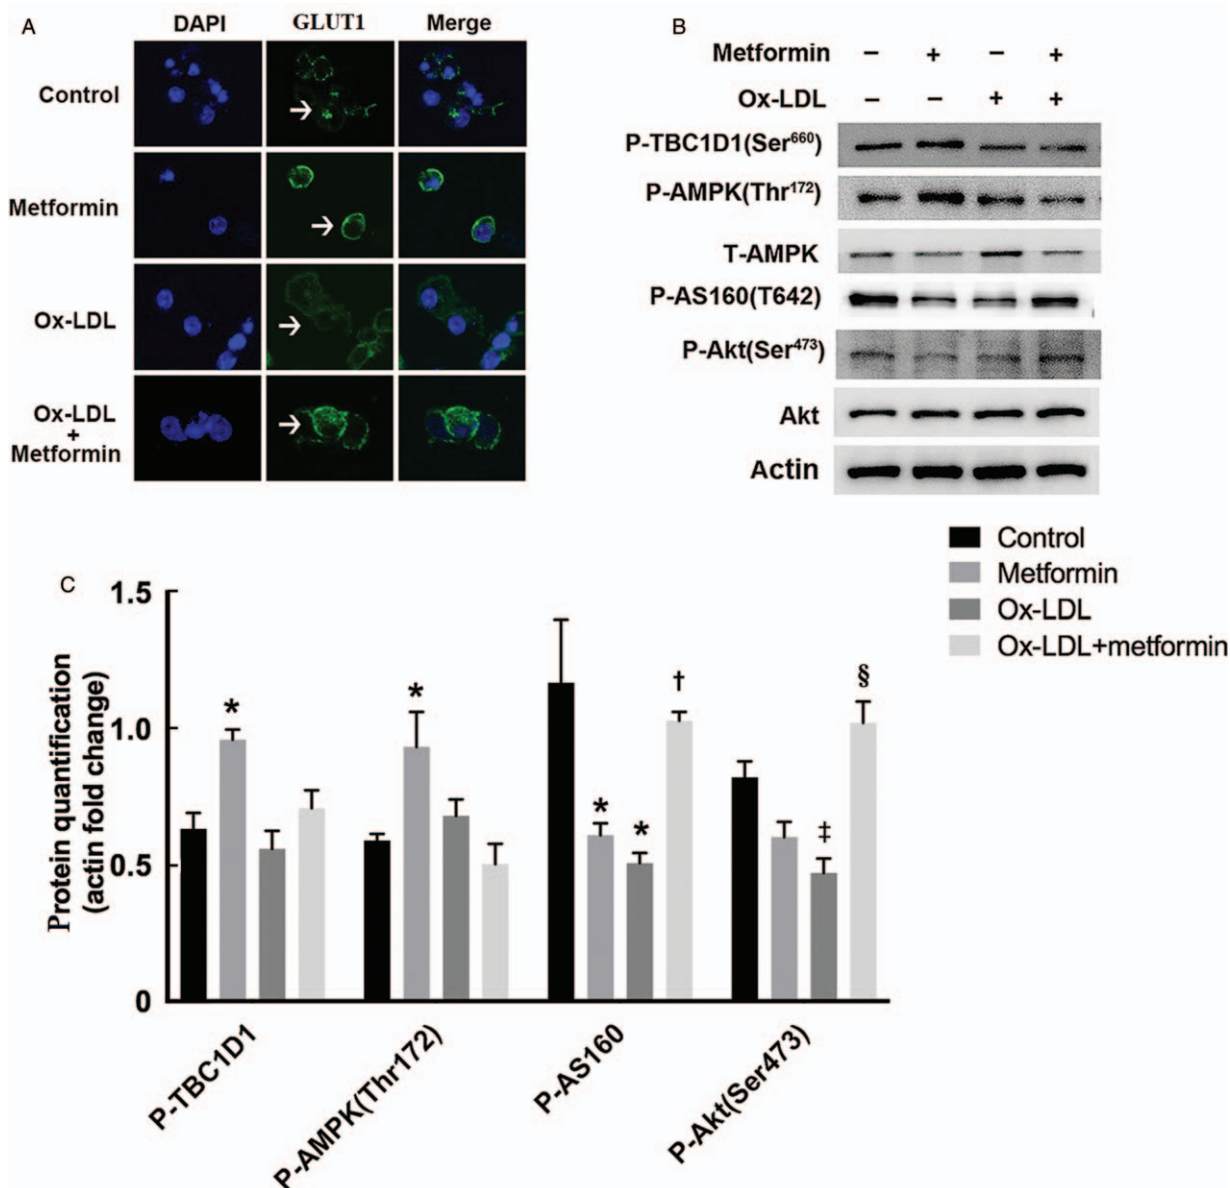 A
DAPI GLUT1 Merge
Control
Metformin
Ox-LDL
Ox-LDL
+
Metformin
B
Metformin − + − +
Ox-LDL − − + +
P-TBC1D1(Ser660)
P-AMPK(Thr172)
T-AMPK
P-AS160(T642)
P-Akt(Ser473)
Akt
Actin
Control
Metformin
Ox-LDL
Ox-LDL+metformin
C
Protein quantification
(actin fold change)
1.5
1.0
0.5
0
* * * * † ‡ §
P-TBC1D1
P-AMPK(Thr172)
P-AS160
P-Akt(Ser473)